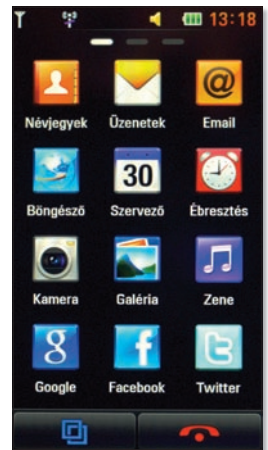 13:18
Névjegyek Üzenetek Email
30
Böngésző Szervező Ébresztés
Kamera Galéria Zene
Google Facebook Twitter